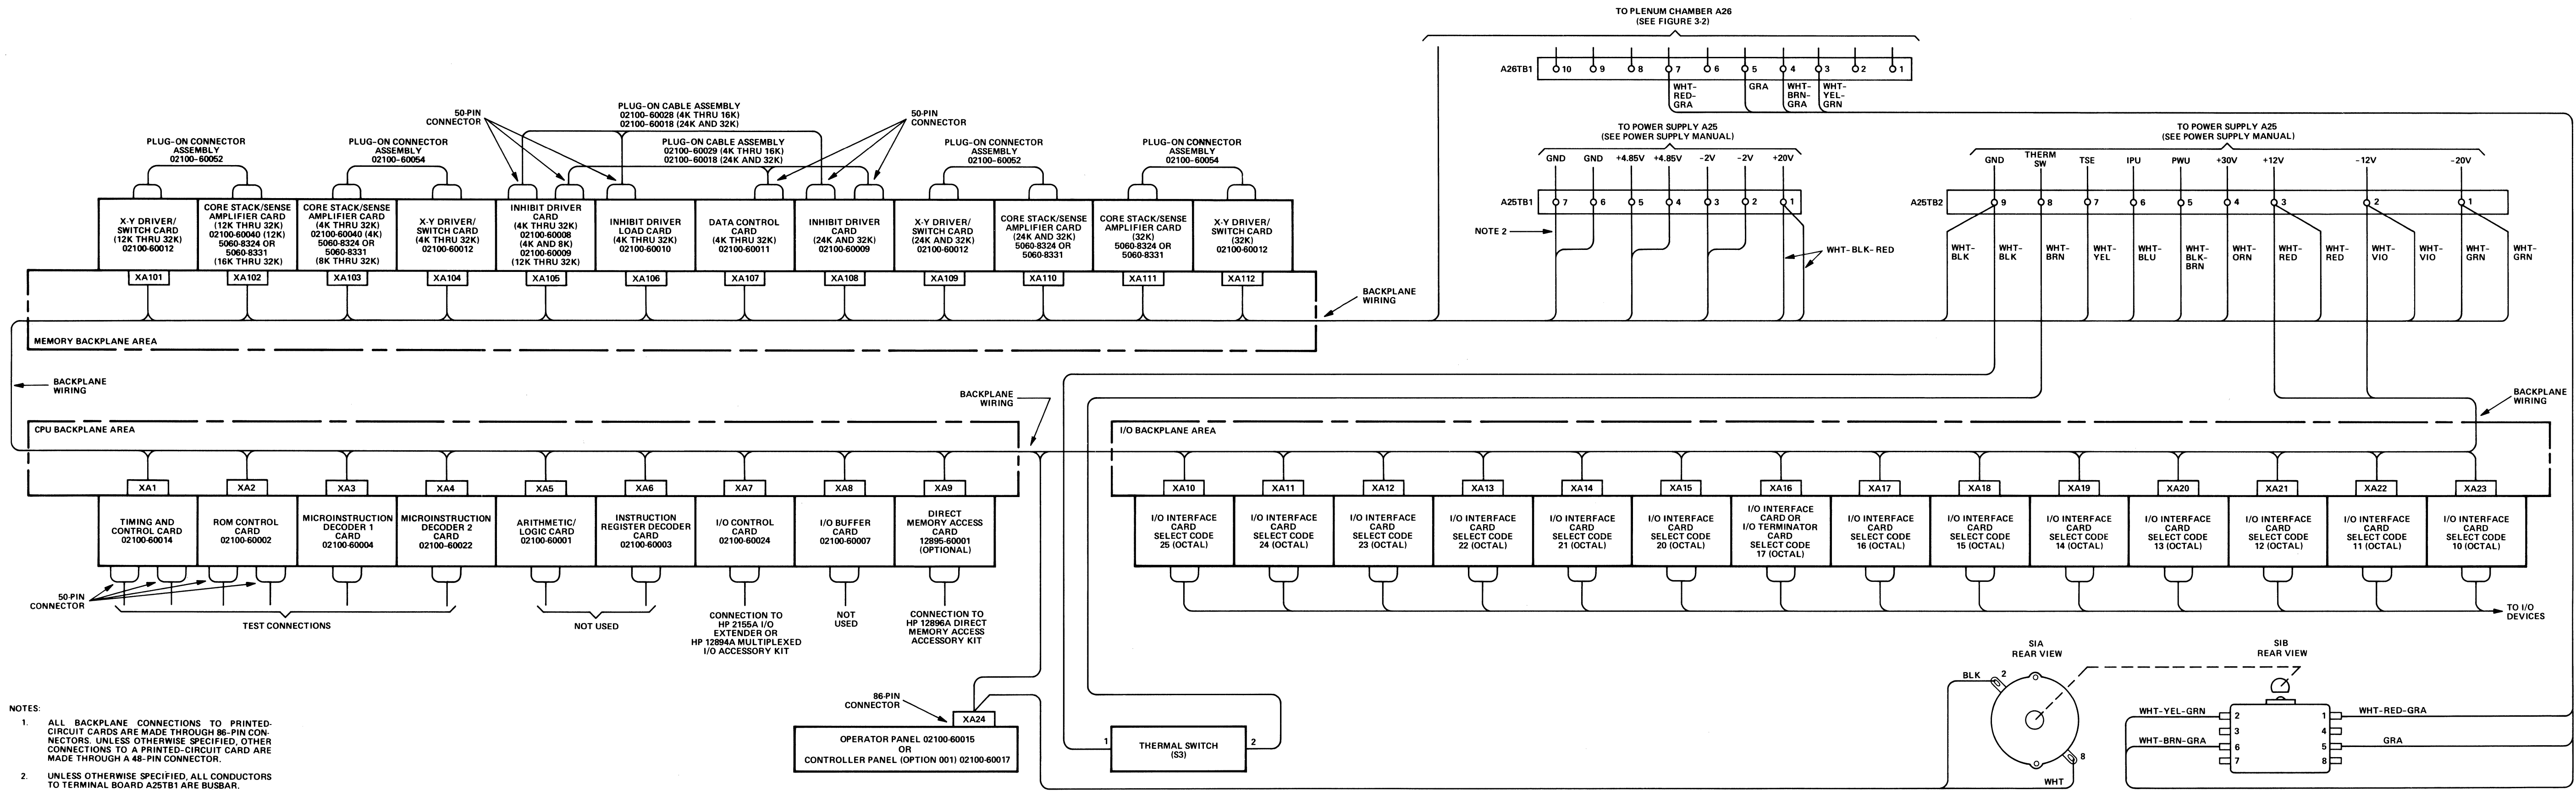 TO PLENUM CHAMBER A26
(SEE FIGURE 3-2)
A26TB1
10 9 8 7 6 5 4 3 2 1
WHT-
RED-
GRA
GRA
WHT-
BRN-
GRA
WHT-
YEL-
GRN
PLUG-ON CONNECTOR
ASSEMBLY
02100-60052
PLUG-ON CONNECTOR
ASSEMBLY
02100-60054
50-PIN
CONNECTOR
PLUG-ON CABLE ASSEMBLY
02100-60028 (4K THRU 16K)
02100-60018 (24K AND 32K)
PLUG-ON CABLE ASSEMBLY
02100-60029 (4K THRU 16K)
02100-60018 (24K AND 32K)
50-PIN
CONNECTOR
PLUG-ON CONNECTOR
ASSEMBLY
02100-60052
PLUG-ON CONNECTOR
ASSEMBLY
02100-60054
X-Y DRIVER/
SWITCH CARD
(12K THRU 32K)
02100-60012
CORE STACK/SENSE
AMPLIFIER CARD
(12K THRU 32K)
02100-60040 (12K)
5060-8324 OR
5060-8331
(16K THRU 32K)
CORE STACK/SENSE
AMPLIFIER CARD
(4K THRU 32K)
02100-60040 (4K)
5060-8324 OR
5060-8331
(8K THRU 32K)
X-Y DRIVER/
SWITCH CARD
(4K THRU 32K)
02100-60012
INHIBIT DRIVER
CARD
(4K THRU 32K)
02100-60008
(4K AND 8K)
02100-60009
(12K THRU 32K)
INHIBIT DRIVER
LOAD CARD
(4K THRU 32K)
02100-60010
DATA CONTROL
CARD
(4K THRU 32K)
02100-60011
INHIBIT DRIVER
CARD
(24K AND 32K)
02100-60009
X-Y DRIVER/
SWITCH CARD
(24K AND 32K)
02100-60012
CORE STACK/SENSE
AMPLIFIER CARD
(24K AND 32K)
5060-8324 OR
5060-8331
CORE STACK/SENSE
AMPLIFIER CARD
(32K)
5060-8324 OR
5060-8331
X-Y DRIVER/
SWITCH CARD
(32K)
02100-60012
XA101 XA102 XA103 XA104 XA105 XA106 XA107 XA108 XA109 XA110 XA111 XA112
MEMORY BACKPLANE AREA
BACKPLANE
WIRING
TO POWER SUPPLY A25
(SEE POWER SUPPLY MANUAL)
GND GND +4.85V +4.85V -2V -2V +20V
A25TB1
7 6 5 4 3 2 1
NOTE 2
WHT-BLK-RED
TO POWER SUPPLY A25
(SEE POWER SUPPLY MANUAL)
GND
THERM
SW
TSE IPU PWU +30V +12V -12V -20V
A25TB2
9 8 7 6 5 4 3 2 1
WHT-
BLK
WHT-
BLK
WHT-
BRN
WHT-
YEL
WHT-
BLU
WHT-
BLK-
BRN
WHT-
ORN
WHT-
RED
WHT-
RED
WHT-
VIO
WHT-
VIO
WHT-
GRN
WHT-
GRN
BACKPLANE
WIRING
BACKPLANE
WIRING
BACKPLANE
WIRING
CPU BACKPLANE AREA
XA1 XA2 XA3 XA4 XA5 XA6 XA7 XA8 XA9
TIMING AND
CONTROL CARD
02100-60014
ROM CONTROL
CARD
02100-60002
MICROINSTRUCTION
DECODER 1
CARD
02100-60004
MICROINSTRUCTION
DECODER 2
CARD
02100-60022
ARITHMETIC/
LOGIC CARD
02100-60001
INSTRUCTION
REGISTER DECODER
CARD
02100-60003
I/O CONTROL
CARD
02100-60024
I/O BUFFER
CARD
02100-60007
DIRECT
MEMORY ACCESS
CARD
12895-60001
(OPTIONAL)
50-PIN
CONNECTOR
TEST CONNECTIONS
NOT USED
CONNECTION TO
HP 2155A I/O
EXTENDER OR
HP 12894A MULTIPLEXED
I/O ACCESSORY KIT
NOT
USED
CONNECTION TO
HP 12896A DIRECT
MEMORY ACCESS
ACCESSORY KIT
I/O BACKPLANE AREA
XA10 XA11 XA12 XA13 XA14 XA15 XA16 XA17 XA18 XA19 XA20 XA21 XA22 XA23
I/O INTERFACE
CARD
SELECT CODE
25 (OCTAL)
I/O INTERFACE
CARD
SELECT CODE
24 (OCTAL)
I/O INTERFACE
CARD
SELECT CODE
23 (OCTAL)
I/O INTERFACE
CARD
SELECT CODE
22 (OCTAL)
I/O INTERFACE
CARD
SELECT CODE
21 (OCTAL)
I/O INTERFACE
CARD
SELECT CODE
20 (OCTAL)
I/O INTERFACE
CARD OR
I/O TERMINATOR
CARD
SELECT CODE
17 (OCTAL)
I/O INTERFACE
CARD
SELECT CODE
16 (OCTAL)
I/O INTERFACE
CARD
SELECT CODE
15 (OCTAL)
I/O INTERFACE
CARD
SELECT CODE
14 (OCTAL)
I/O INTERFACE
CARD
SELECT CODE
13 (OCTAL)
I/O INTERFACE
CARD
SELECT CODE
12 (OCTAL)
I/O INTERFACE
CARD
SELECT CODE
11 (OCTAL)
I/O INTERFACE
CARD
SELECT CODE
10 (OCTAL)
TO I/O
DEVICES
86-PIN
CONNECTOR
XA24
OPERATOR PANEL 02100-60015
OR
CONTROLLER PANEL (OPTION 001) 02100-60017
1
THERMAL SWITCH
(S3)
2
SIA
REAR VIEW
BLK
2
8
WHT
SIB
REAR VIEW
WHT-YEL-GRN
WHT-BRN-GRA
2 1
3 4
6 5
7 8
WHT-RED-GRA
GRA
NOTES:
1. ALL BACKPLANE CONNECTIONS TO PRINTED-
CIRCUIT CARDS ARE MADE THROUGH 86-PIN CON-
NECTORS. UNLESS OTHERWISE SPECIFIED, OTHER
CONNECTIONS TO A PRINTED-CIRCUIT CARD ARE
MADE THROUGH A 48-PIN CONNECTOR.
2. UNLESS OTHERWISE SPECIFIED, ALL CONDUCTORS
TO TERMINAL BOARD A25TB1 ARE BUSBAR.